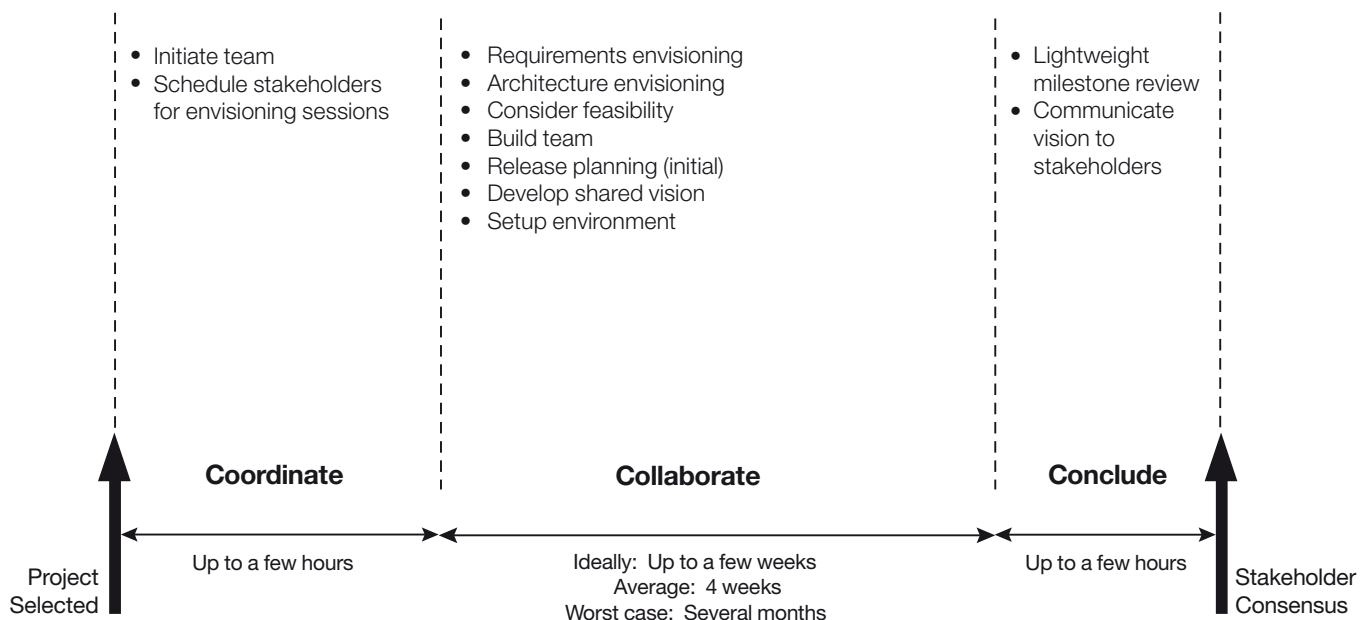 • Initiate team
• Schedule stakeholders
for envisioning sessions
• Requirements envisioning
• Architecture envisioning
• Consider feasibility
• Build team
• Release planning (initial)
• Develop shared vision
• Setup environment
• Lightweight
milestone review
• Communicate
vision to
stakeholders
Coordinate
Collaborate
Conclude
Up to a few hours
Ideally: Up to a few weeks
Average: 4 weeks
Worst case: Several months
Up to a few hours
Project
Selected
Stakeholder
Consensus